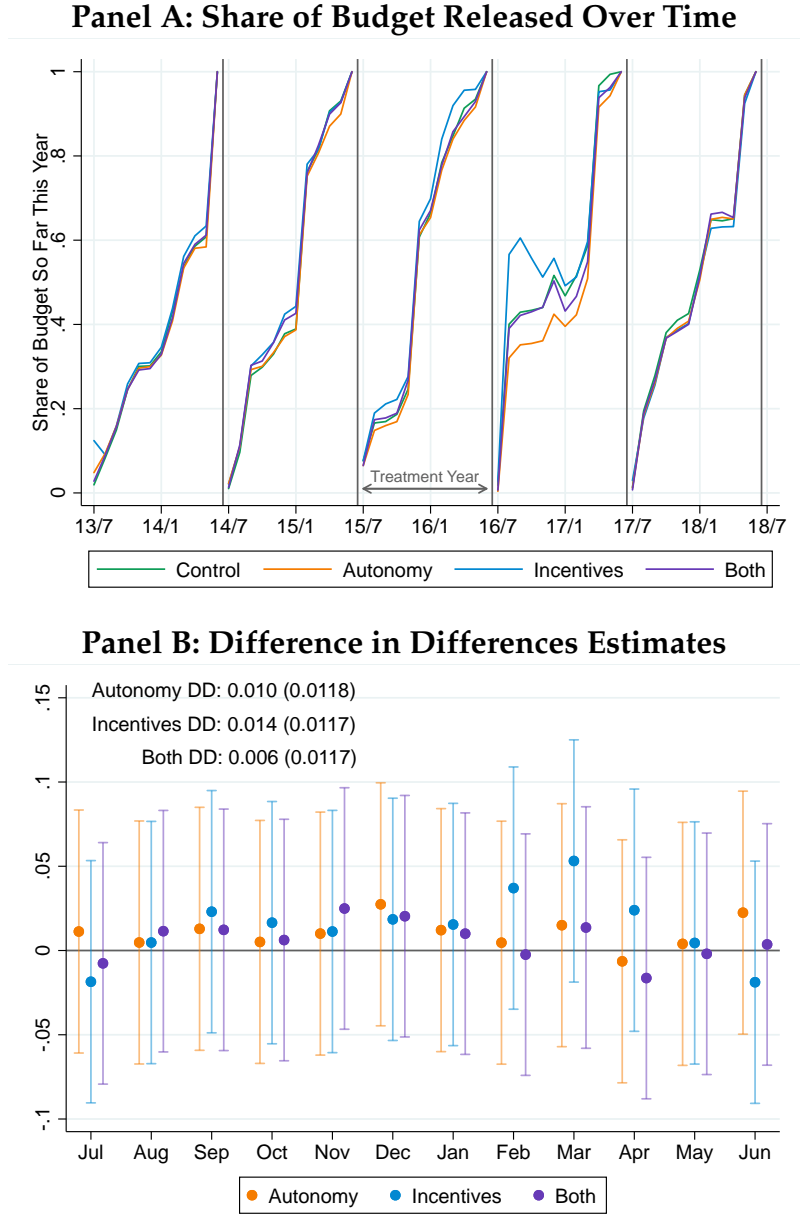 Panel A: Share of Budget Released Over Time
Share of Budget So Far This Year
1
.8
.6
.4
.2
0
Treatment Year
13/7 14/1 14/7 15/1 15/7 16/1 16/7 17/1 17/7 18/1 18/7
Control Autonomy Incentives Both
Panel B: Difference in Differences Estimates
Autonomy DD: 0.010 (0.0118)
Incentives DD: 0.014 (0.0117)
Both DD: 0.006 (0.0117)
.15
.1
.05
0
-.05
-.1
Jul Aug Sep Oct Nov Dec Jan Feb Mar Apr May Jun
Autonomy Incentives Both